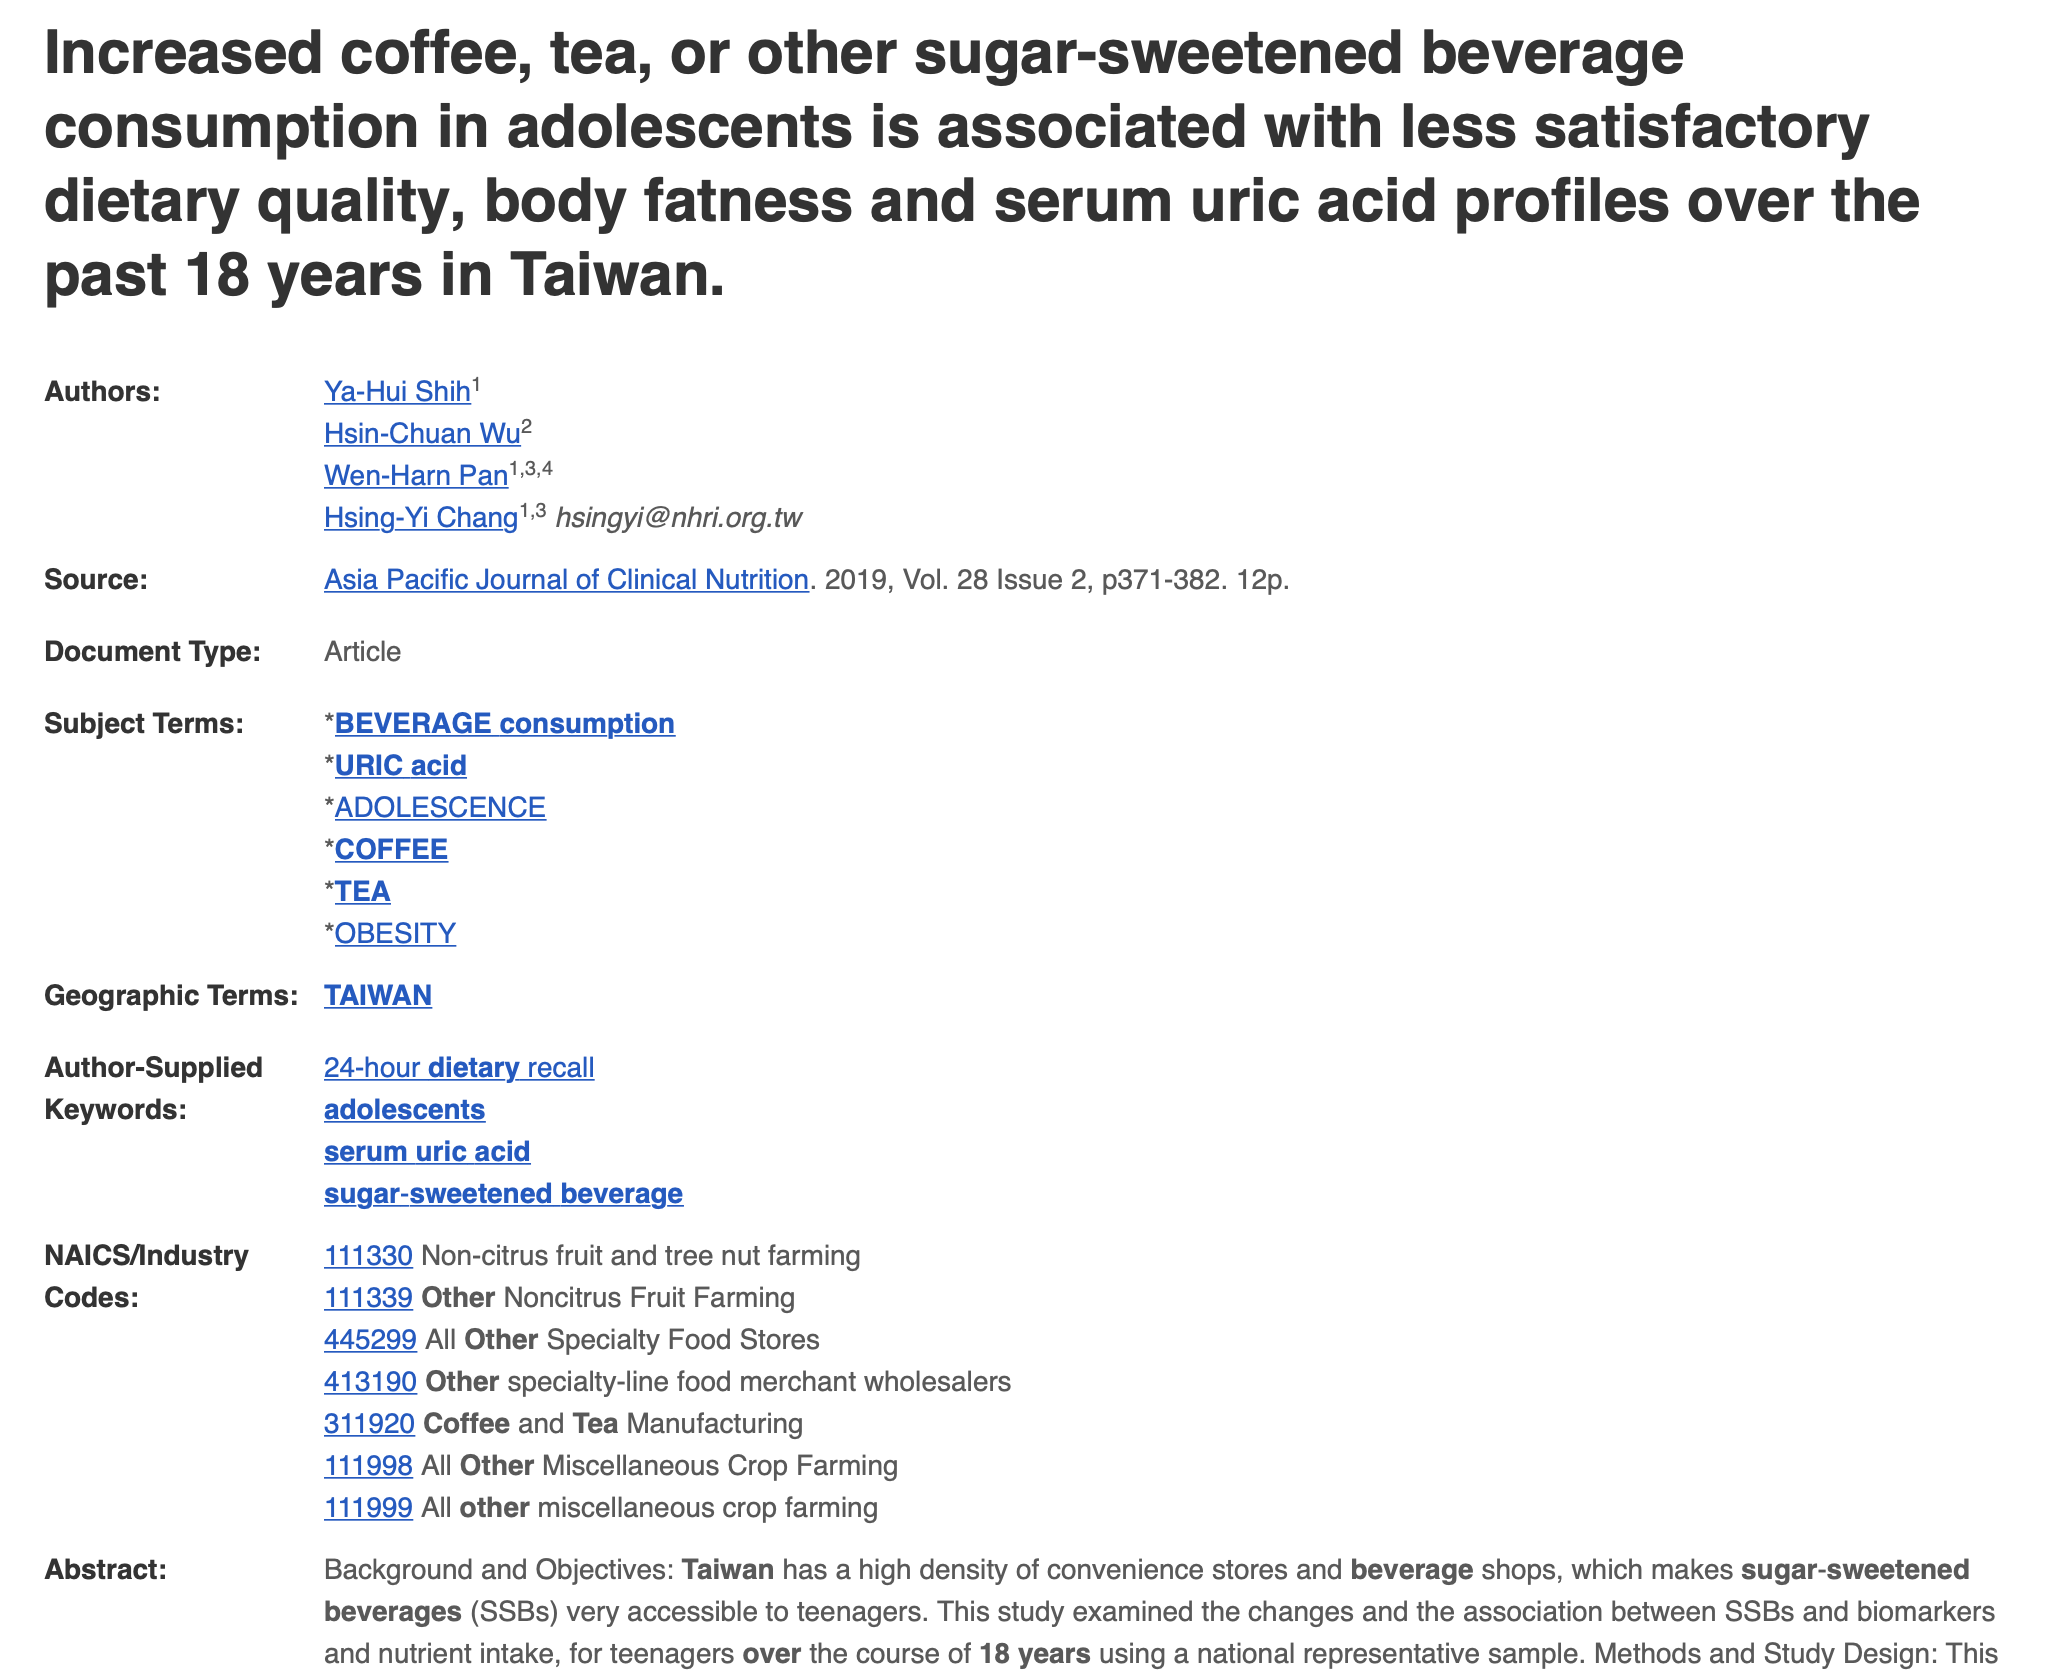 Increased coffee, tea, or other sugar-sweetened beverage
consumption in adolescents is associated with less satisfactory
dietary quality, body fatness and serum uric acid profiles over the
past 18 years in Taiwan.
Authors: Ya-Hui Shih1
Hsin-Chuan Wu2
Wen-Harn Pan1,3,4
Hsing-Yi Chang1,3 hsingyi@nhri.org.tw
Source: Asia Pacific Journal of Clinical Nutrition. 2019, Vol. 28 Issue 2, p371-382. 12p.
Document Type: Article
Subject Terms: *BEVERAGE consumption
*URIC acid
*ADOLESCENCE
*COFFEE
*TEA
*OBESITY
Geographic Terms: TAIWAN
Author-Supplied 24-hour dietary recall
Keywords: adolescents
serum uric acid
sugar-sweetened beverage
NAICS/Industry 111330 Non-citrus fruit and tree nut farming
Codes: 111339 Other Noncitrus Fruit Farming
445299 All Other Specialty Food Stores
413190 Other specialty-line food merchant wholesalers
311920 Coffee and Tea Manufacturing
111998 All Other Miscellaneous Crop Farming
111999 All other miscellaneous crop farming
Abstract: Background and Objectives: Taiwan has a high density of convenience stores and beverage shops, which makes sugar-sweetened
beverages (SSBs) very accessible to teenagers. This study examined the changes and the association between SSBs and biomarkers
and nutrient intake, for teenagers over the course of 18 years using a national representative sample. Methods and Study Design: This